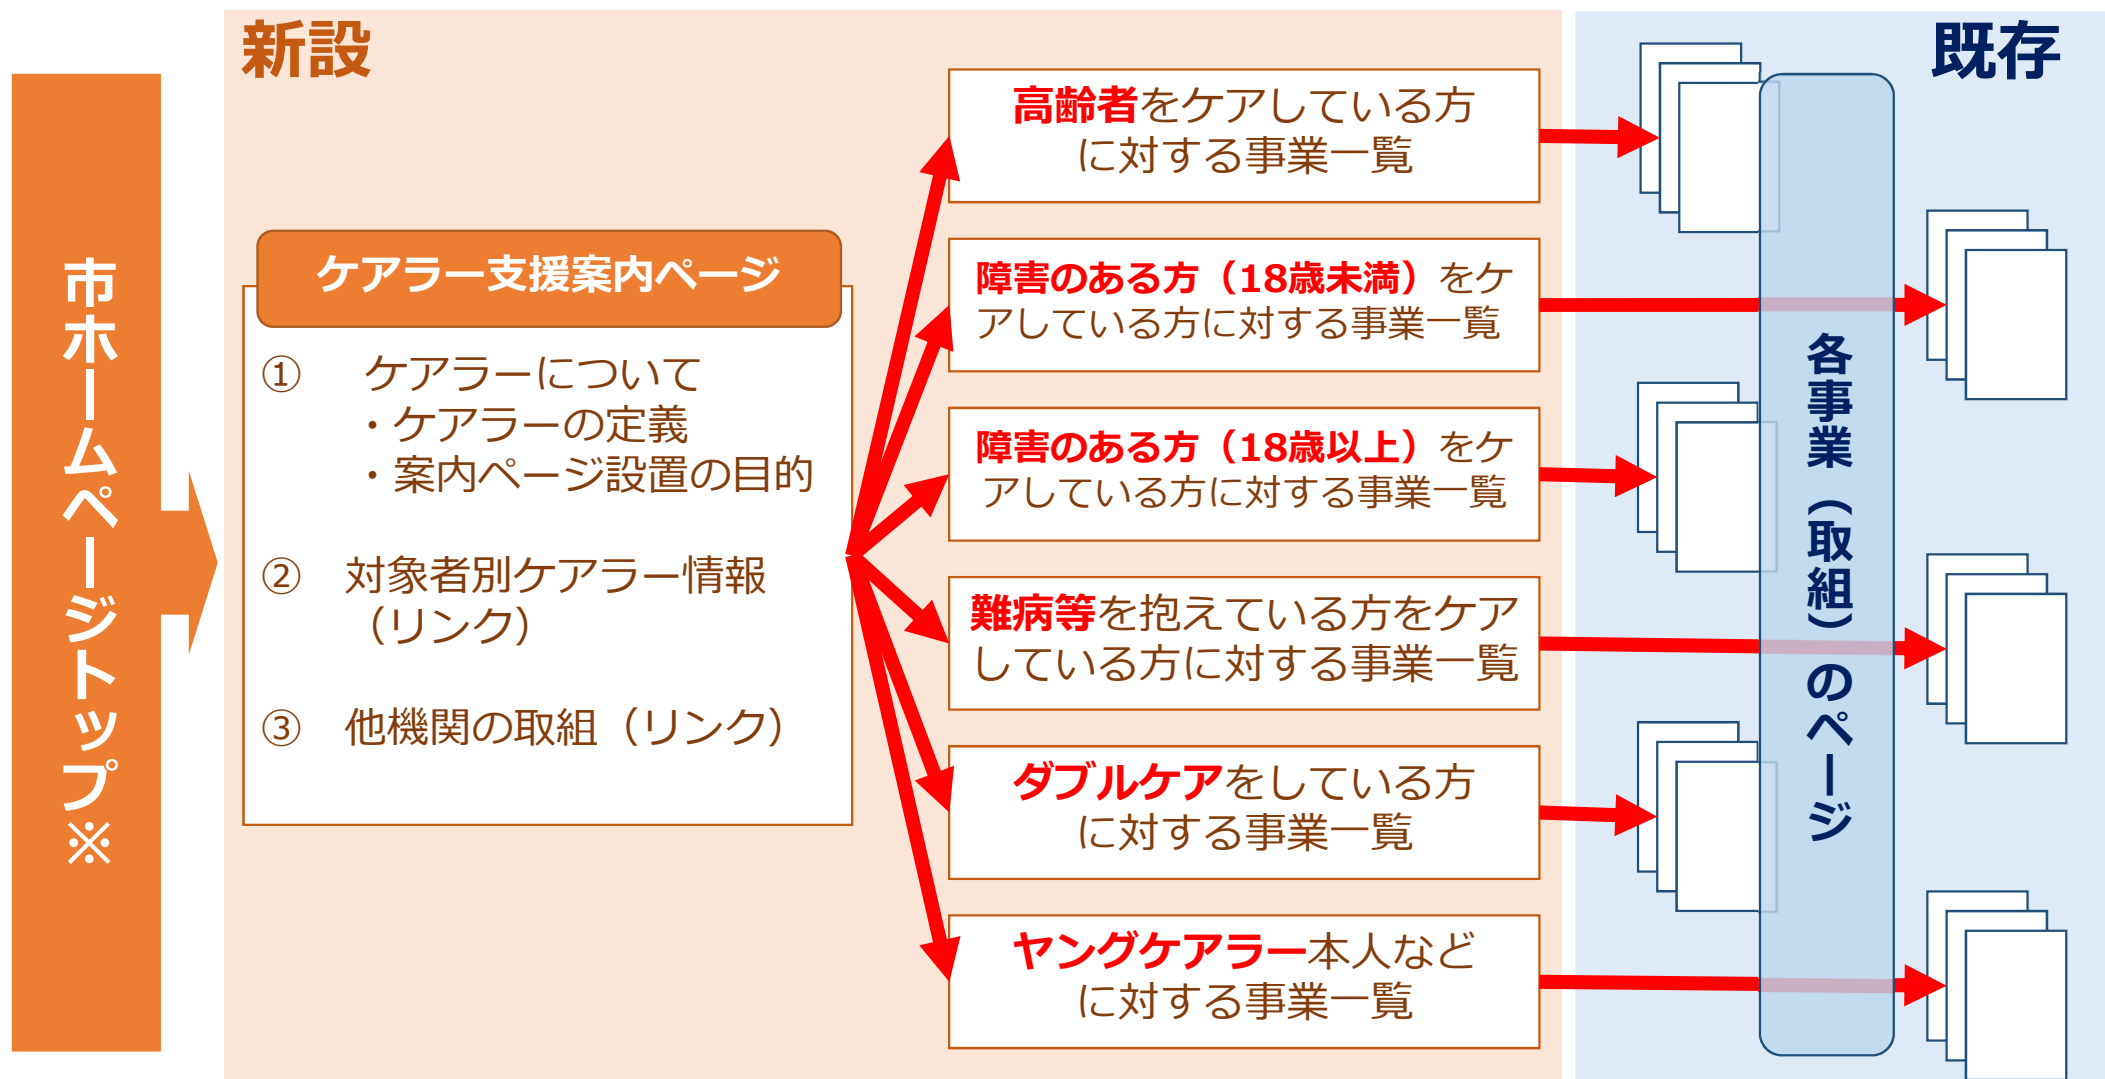 新設
既存
市ホームページトップ※
ケアラー支援案内ページ
① ケアラーについて
・ケアラーの定義
・案内ページ設置の目的
② 対象者別ケアラー情報
（リンク）
③ 他機関の取組（リンク）
高齢者をケアしている方
に対する事業一覧
障害のある方（18歳未満）をケ
アしている方に対する事業一覧
障害のある方（18歳以上）をケ
アしている方に対する事業一覧
難病等を抱えている方をケア
している方に対する事業一覧
ダブルケアをしている方
に対する事業一覧
ヤングケアラー本人など
に対する事業一覧
各事業（取組）のページ